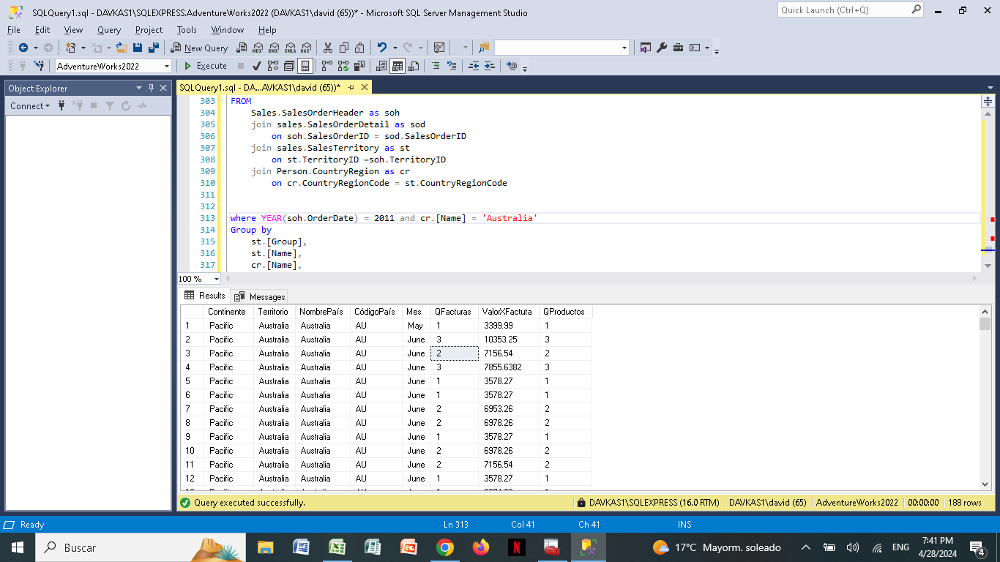 SQLQuery1.sql - DAVKAS1\SQLEXPRESS.AdventureWorks2022 (DAVKAS1\david (65))* - Microsoft SQL Server Management Studio
Quick Launch (Ctrl+Q)
File Edit View Query Project Tools Window Help
New Query MDX DMX XMLA DAX
AdventureWorks2022 Execute
Object Explorer
SQLQuery1.sql - DA...AVKAS1\david (65))*
Connect
303 FROM
304 Sales.SalesOrderHeader as soh
305 join sales.SalesOrderDetail as sod
306 on soh.SalesOrderID = sod.SalesOrderID
307 join sales.SalesTerritory as st
308 on st.TerritoryID =soh.TerritoryID
309 join Person.CountryRegion as cr
310 on cr.CountryRegionCode = st.CountryRegionCode
311
312
313 where YEAR(soh.OrderDate) = 2011 and cr.[Name] = 'Australia'
314 Group by
315 st.[Group],
316 st.[Name],
317 cr.[Name],
100 %
Results Messages
Continente Territorio NombrePaís CódigoPaís Mes QFacturas ValorXFactuta QProductos
1 Pacific Australia Australia AU May 1 3399.99 1
2 Pacific Australia Australia AU June 3 10353.25 3
3 Pacific Australia Australia AU June 2 7156.54 2
4 Pacific Australia Australia AU June 3 7855.6382 3
5 Pacific Australia Australia AU June 1 3578.27 1
6 Pacific Australia Australia AU June 1 3578.27 1
7 Pacific Australia Australia AU June 2 6953.26 2
8 Pacific Australia Australia AU June 2 6978.26 2
9 Pacific Australia Australia AU June 1 3578.27 1
10 Pacific Australia Australia AU June 2 6978.26 2
11 Pacific Australia Australia AU June 2 7156.54 2
12 Pacific Australia Australia AU June 1 3578.27 1
Query executed successfully. DAVKAS1\SQLEXPRESS (16.0 RTM) DAVKAS1\david (65) AdventureWorks2022 00:00:00 188 rows
Ready Ln 313 Col 41 Ch 41 INS
Buscar
17°C Mayorm. soleado
ENG
7:41 PM
4/28/2024
4